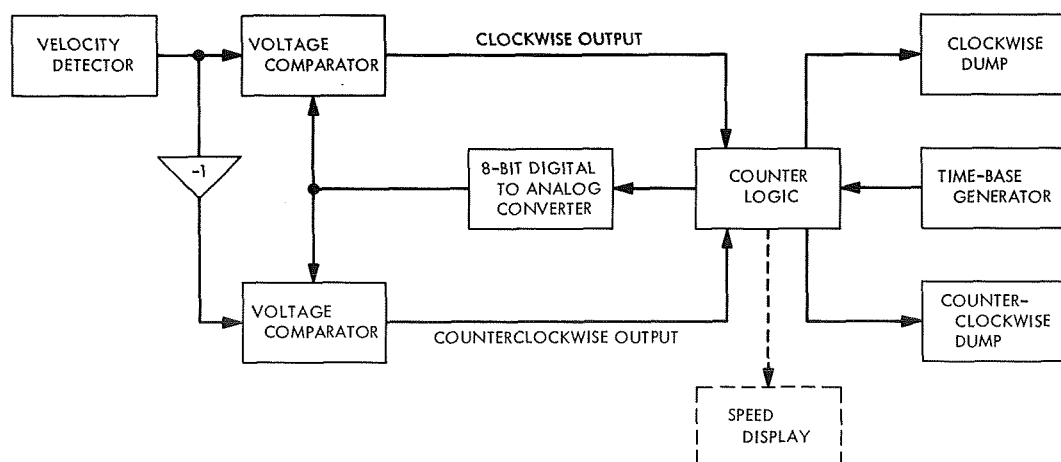 VELOCITY
DETECTOR
VOLTAGE
COMPARATOR
CLOCKWISE OUTPUT
CLOCKWISE
DUMP
-1
8-BIT DIGITAL
TO ANALOG
CONVERTER
COUNTER
LOGIC
TIME-BASE
GENERATOR
VOLTAGE
COMPARATOR
COUNTERCLOCKWISE OUTPUT
COUNTER-
CLOCKWISE
DUMP
SPEED
DISPLAY